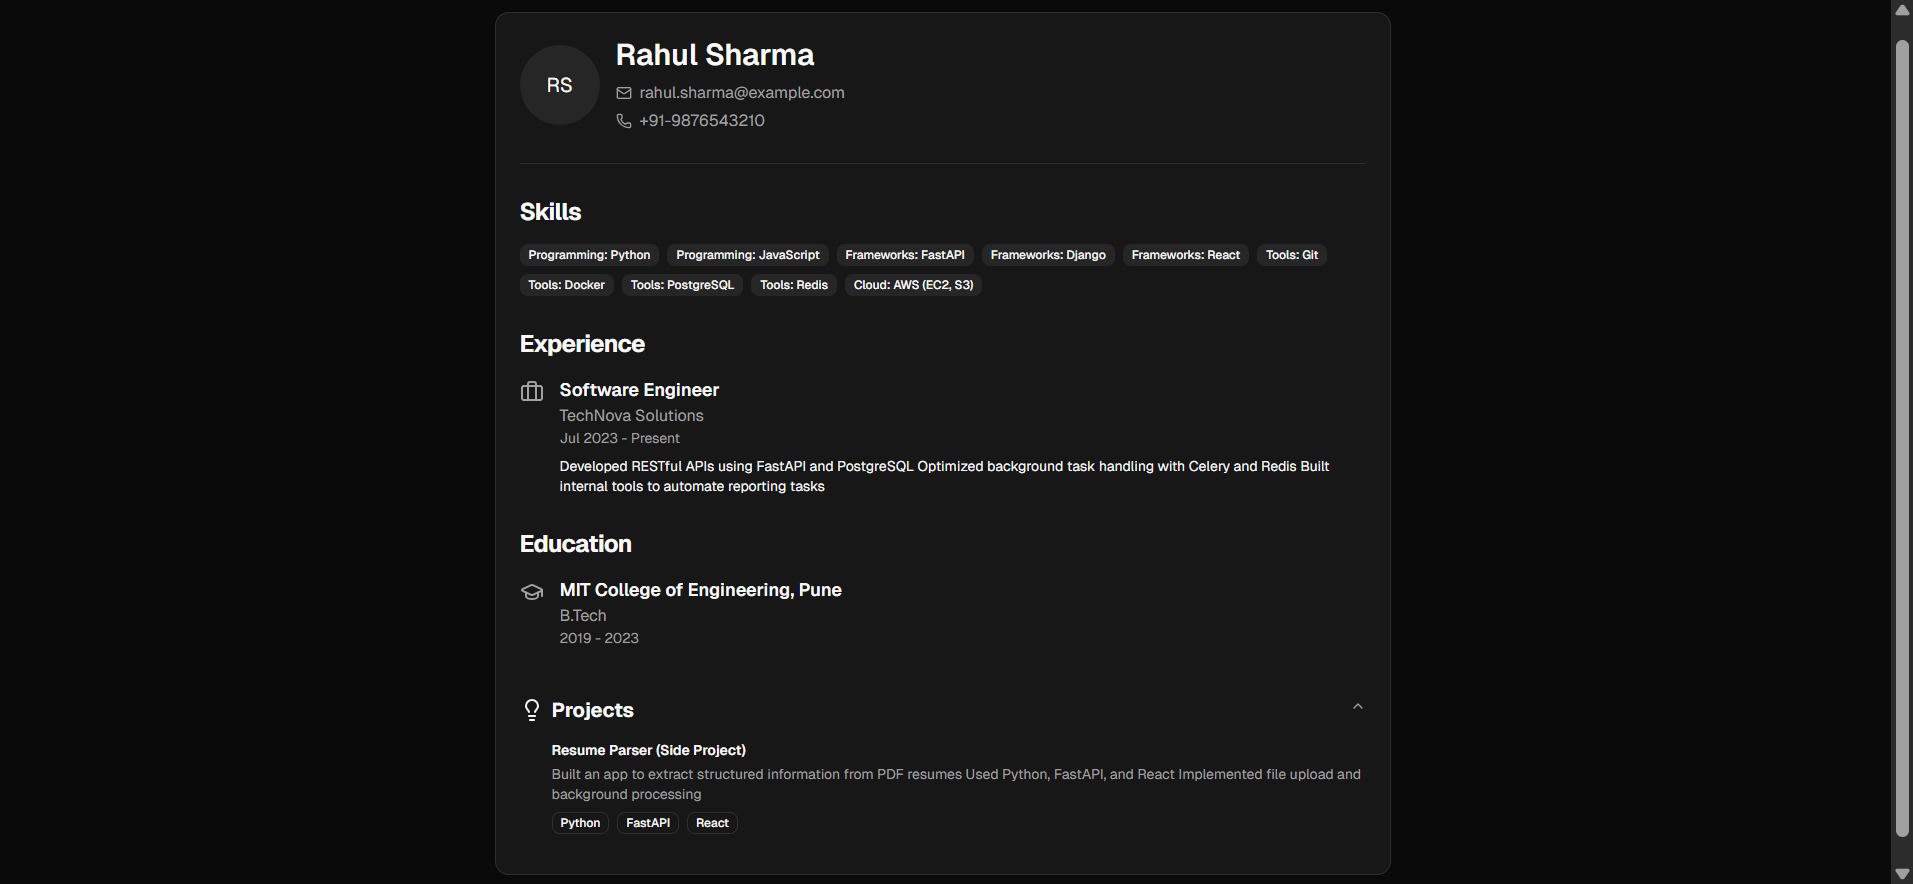 RS
Rahul Sharma
rahul.sharma@example.com
+91-9876543210
Skills
Programming: Python Programming: JavaScript Frameworks: FastAPI Frameworks: Django Frameworks: React Tools: Git
Tools: Docker Tools: PostgreSQL Tools: Redis Cloud: AWS (EC2, S3)
Experience
Software Engineer
TechNova Solutions
Jul 2023 - Present
Developed RESTful APIs using FastAPI and PostgreSQL Optimized background task handling with Celery and Redis Built
internal tools to automate reporting tasks
Education
MIT College of Engineering, Pune
B.Tech
2019 - 2023
Projects
Resume Parser (Side Project)
Built an app to extract structured information from PDF resumes Used Python, FastAPI, and React Implemented file upload and
background processing
Python FastAPI React